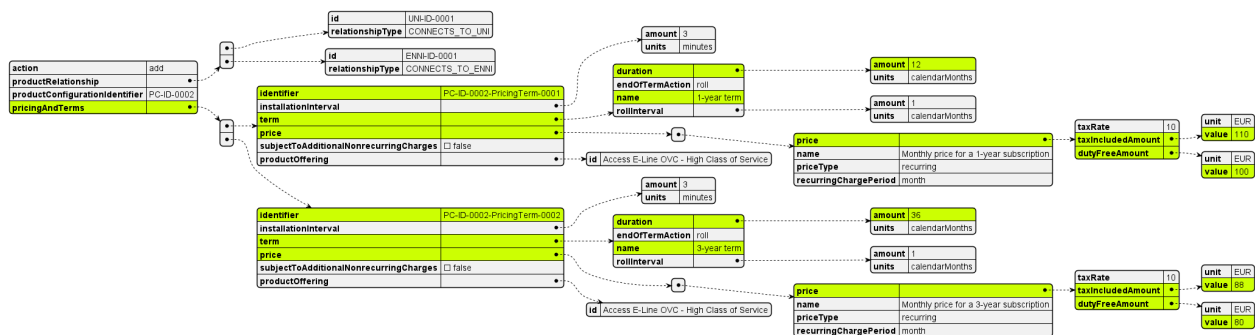 action add
productRelationship
productConfigurationIdentifier PC-ID-0002
pricingAndTerms
id UNI-ID-0001
relationshipType CONNECTS_TO_UNI
id ENNI-ID-0001
relationshipType CONNECTS_TO_ENNI
identifier PC-ID-0002-PricingTerm-0001
installationInterval
term
price
subjectToAdditionalNonrecurringCharges ☐ false
productOffering
amount 3
units minutes
duration
endOfTermAction roll
name 1-year term
rollInterval
amount 12
units calendarMonths
amount 1
units calendarMonths
id Access E-Line OVC - High Class of Service
price
name Monthly price for a 1-year subscription
priceType recurring
recurringChargePeriod month
taxRate 10
taxIncludedAmount
dutyFreeAmount
unit EUR
value 110
unit EUR
value 100
identifier PC-ID-0002-PricingTerm-0002
installationInterval
term
price
subjectToAdditionalNonrecurringCharges ☐ false
productOffering
amount 3
units minutes
duration
endOfTermAction roll
name 3-year term
rollInterval
amount 36
units calendarMonths
amount 1
units calendarMonths
id Access E-Line OVC - High Class of Service
price
name Monthly price for a 3-year subscription
priceType recurring
recurringChargePeriod month
taxRate 10
taxIncludedAmount
dutyFreeAmount
unit EUR
value 88
unit EUR
value 80